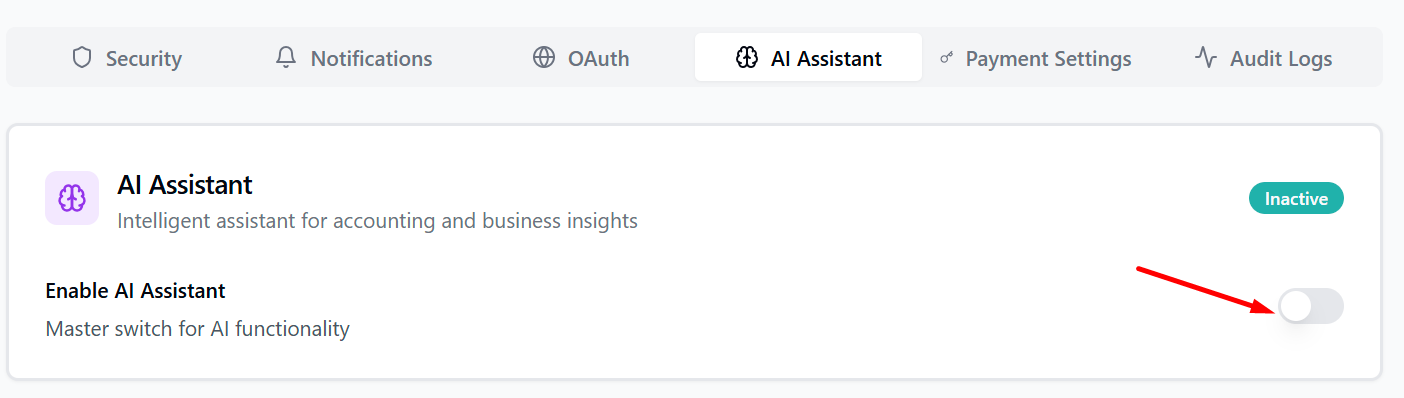 Security Notifications OAuth AI Assistant Payment Settings Audit Logs
AI Assistant
Intelligent assistant for accounting and business insights
Inactive
Enable AI Assistant
Master switch for AI functionality